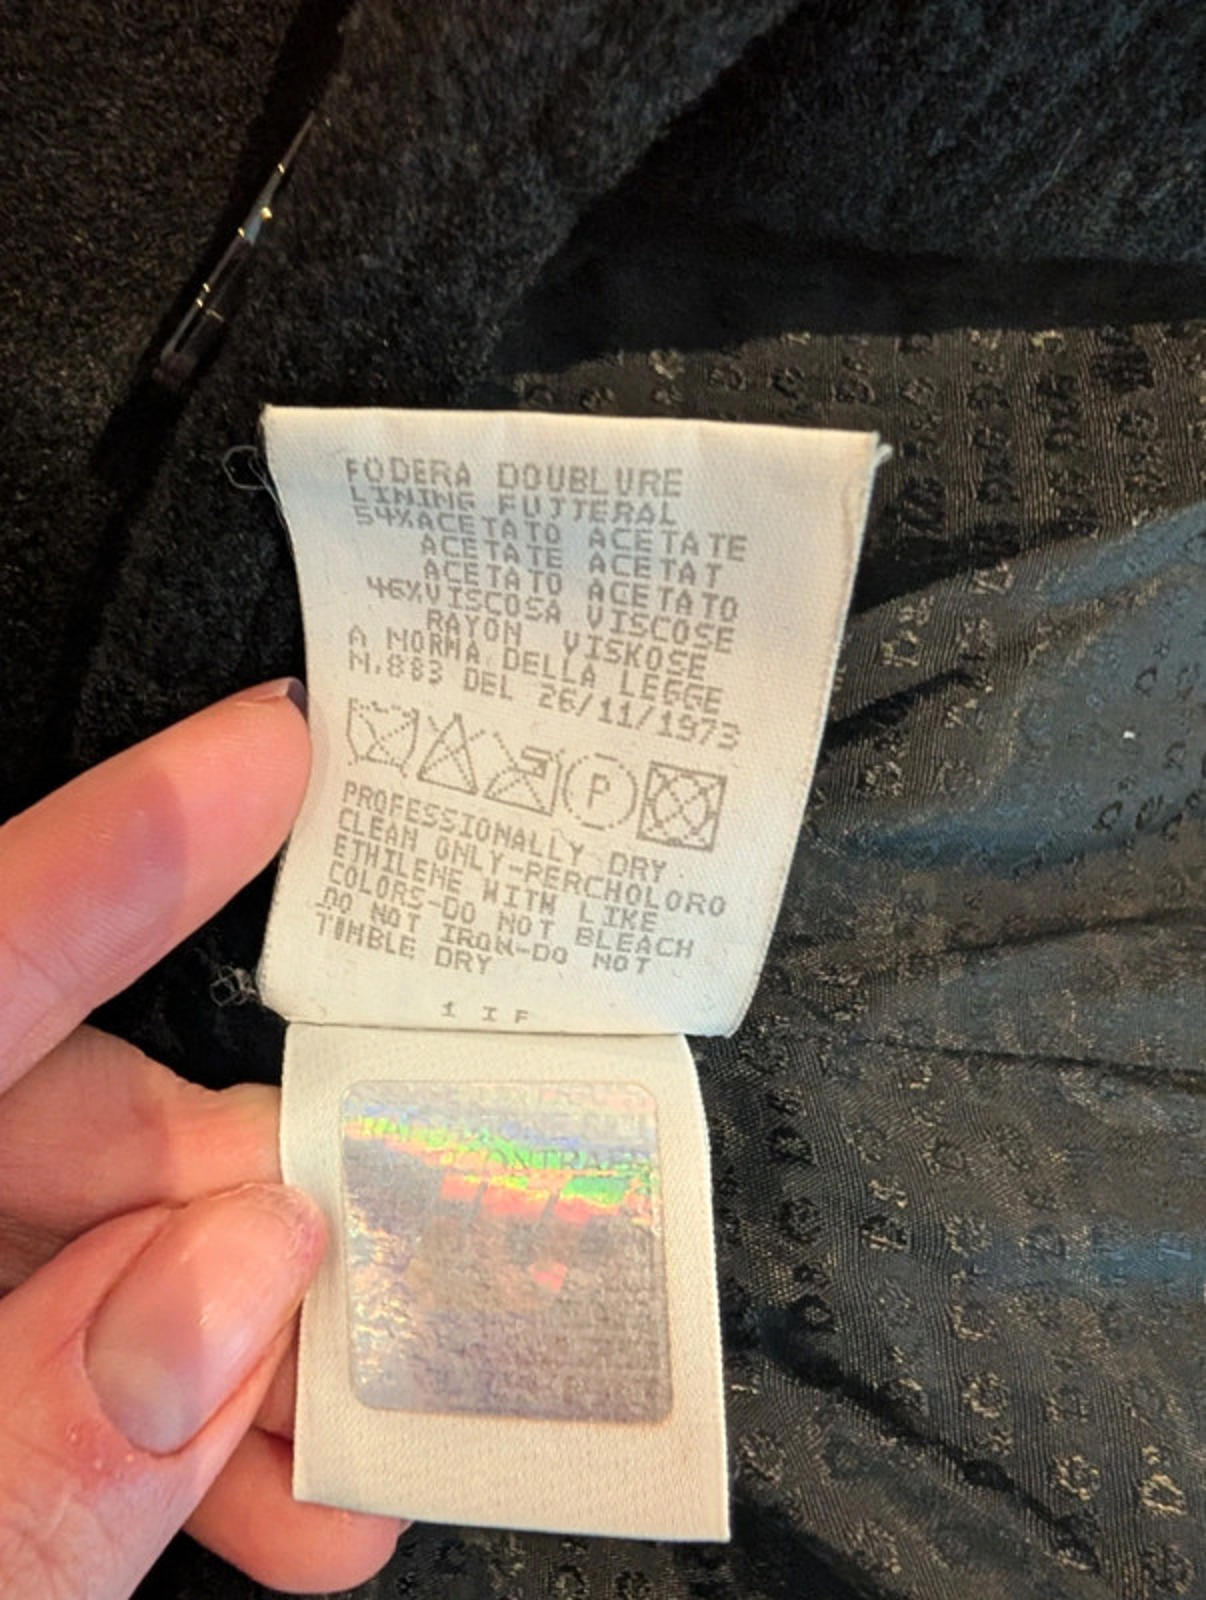 FODERA DOUBLURE
LINING FUTTERAL
54%ACETATO ACETATE
ACETATE ACETAT
ACETATO ACETATO
46%VISCOSA VISCOSE
RAYON VISKOSE
A NORMA DELLA LEGGE
N.883 DEL 26/11/1973
P
PROFESSIONALLY DRY
CLEAN ONLY-PERCHOLORO
ETHILENE WITH LIKE
COLORS-DO NOT BLEACH
DO NOT IRON-DO NOT
TUMBLE DRY
1 I F